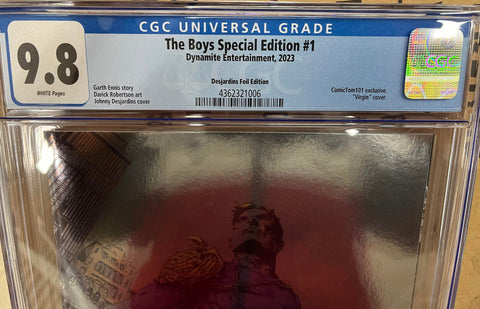 CGC UNIVERSAL GRADE
9.8
WHITE Pages
The Boys Special Edition #1
Dynamite Entertainment, 2023
Desjardins Foil Edition
4362321006
Garth Ennis story
Darick Robertson art
Johnny Desjardins cover
ComicTom101 exclusive.
"Virgin" cover.
CGC